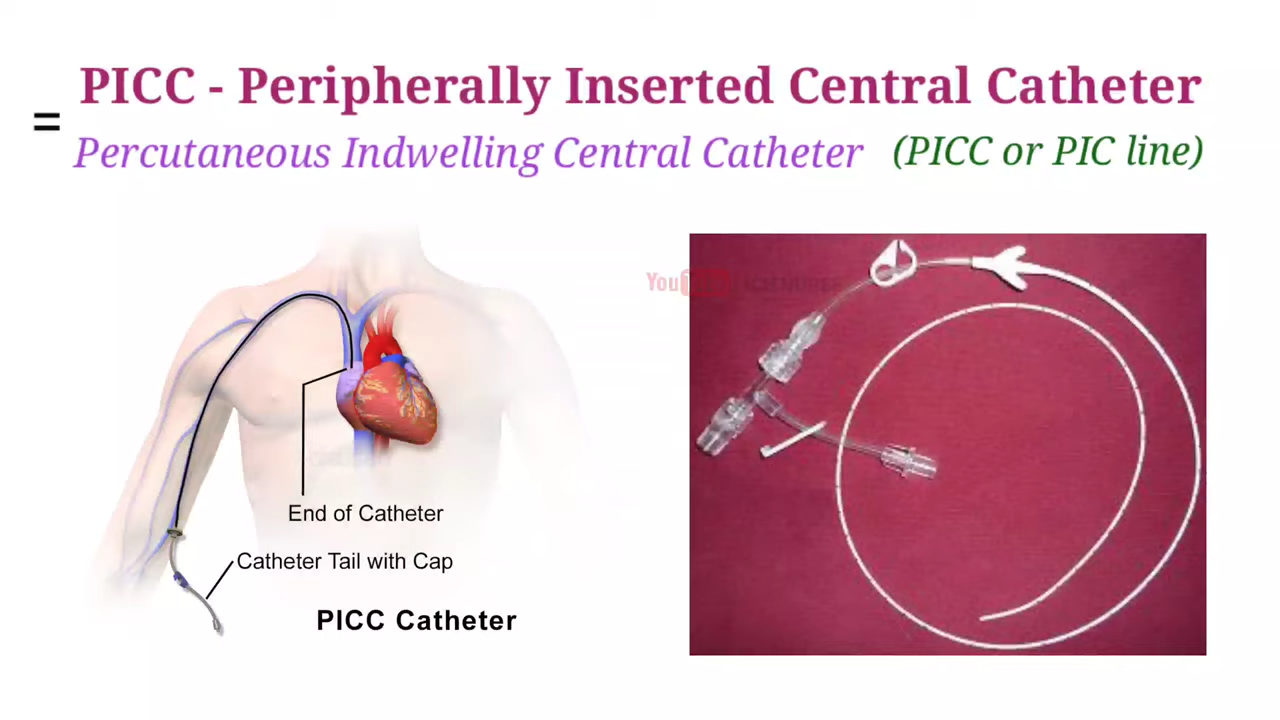 PICC - Peripherally Inserted Central Catheter
=
Percutaneous Indwelling Central Catheter (PICC or PIC line)
You
End of Catheter
Catheter Tail with Cap
PICC Catheter